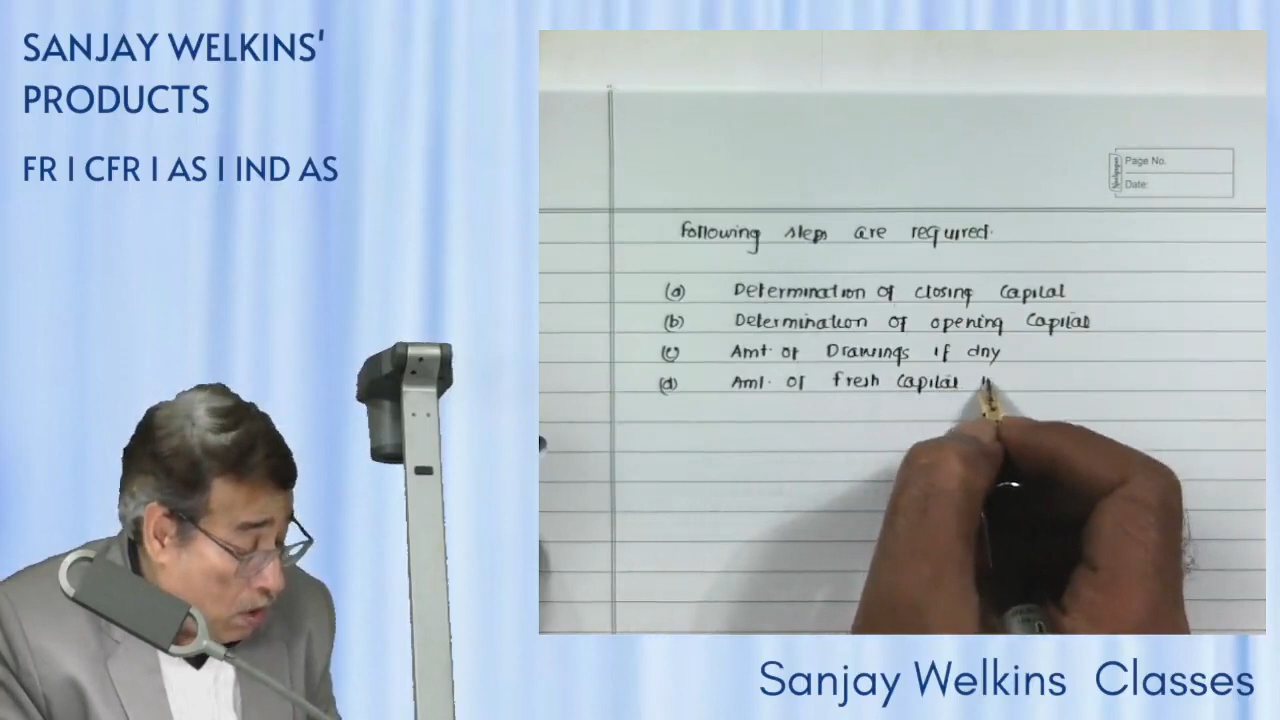 SANJAY WELKINS'
PRODUCTS
FR I CFR I AS I IND AS
Page No.
Date:
Following steps are required.
(a) Determination of closing capital
(b) Determination of opening capital
(c) Amt. of Drawings if any
(d) Amt. of fresh capital
Sanjay Welkins Classes